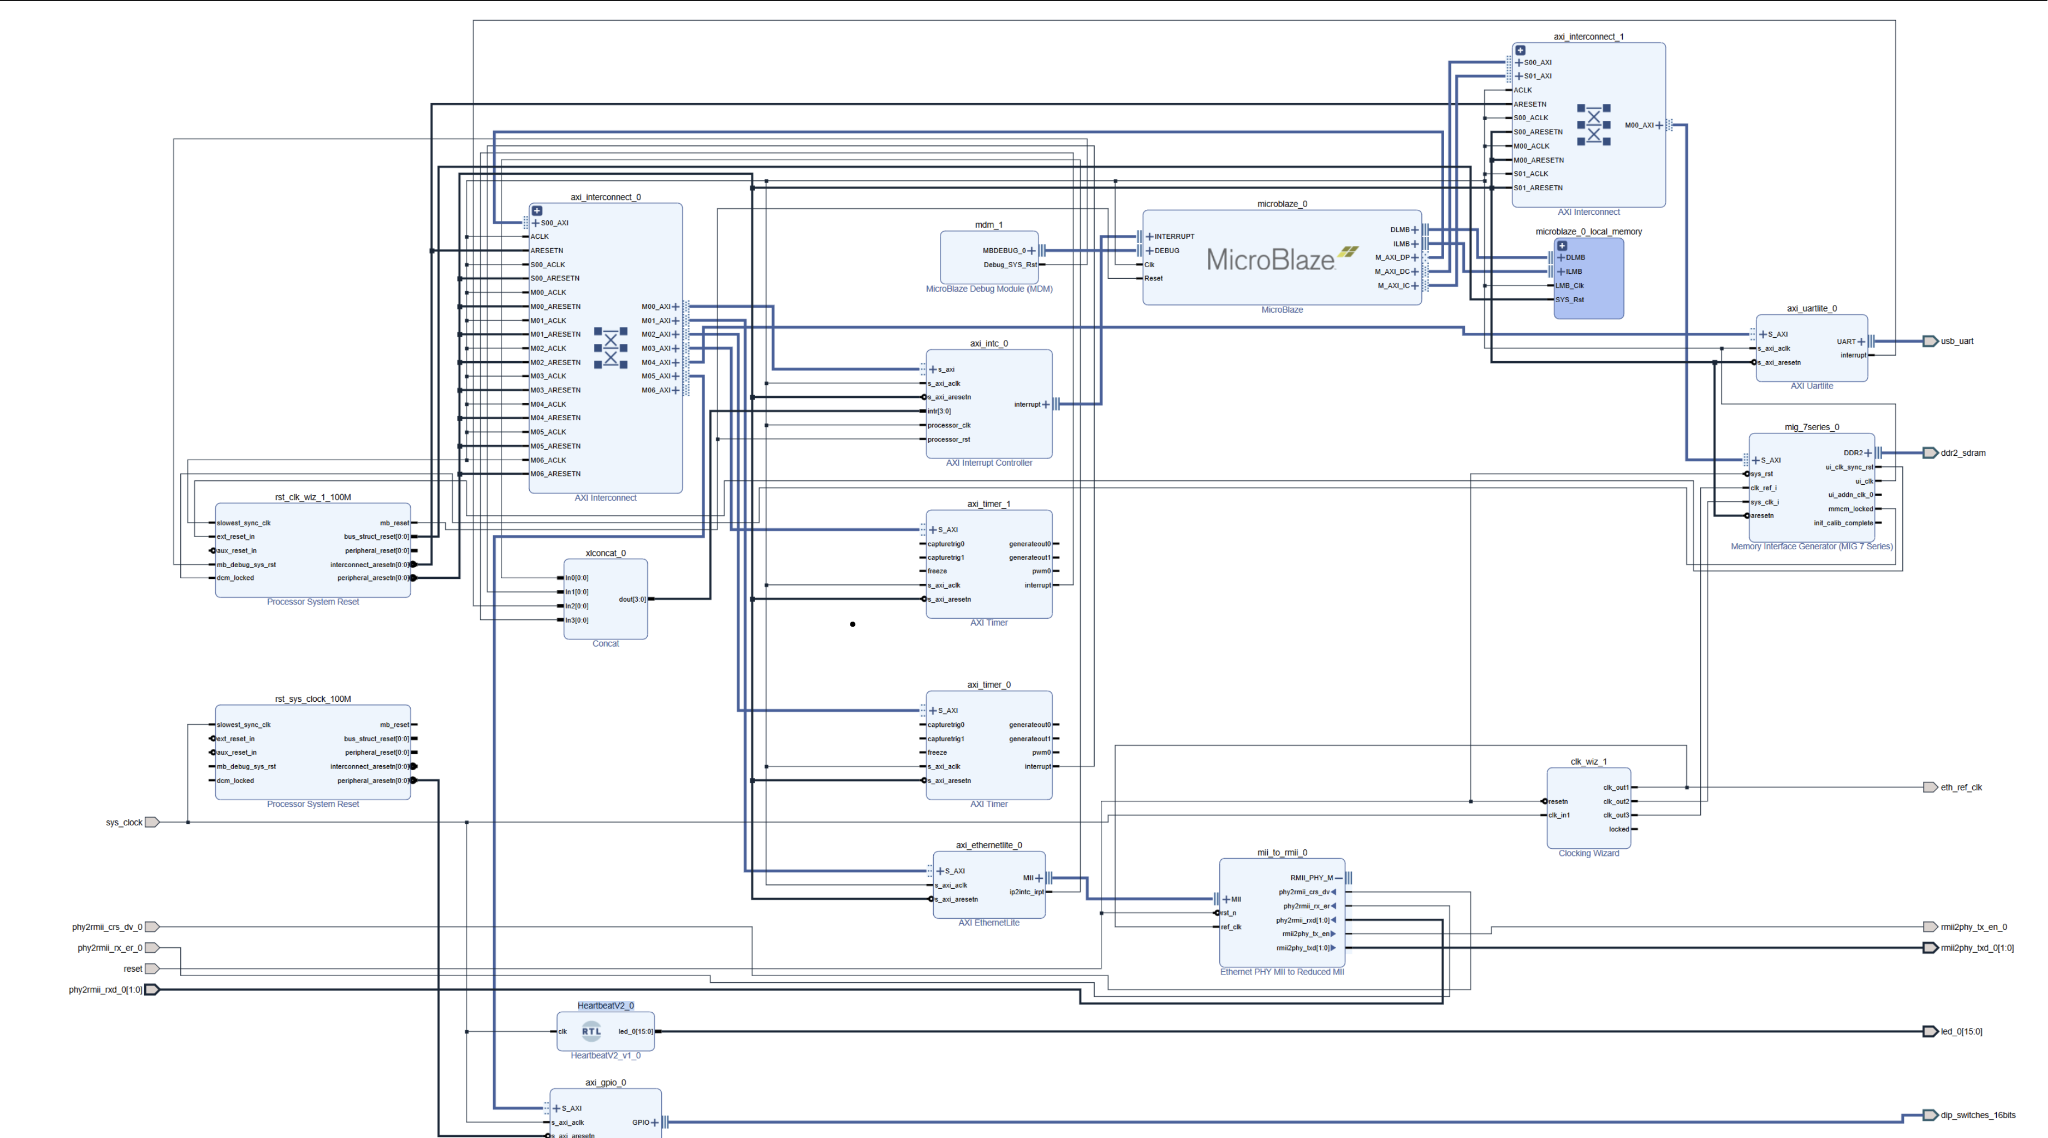 axi_interconnect_1
S00_AXI
S01_AXI
ACLK
ARESETN
S00_ACLK
S00_ARESETN
M00_ACLK
M00_ARESETN
S01_ACLK
S01_ARESETN
M00_AXI
AXI Interconnect
axi_interconnect_0
S00_AXI
ACLK
ARESETN
S00_ACLK
S00_ARESETN
M00_ACLK
M00_ARESETN
M01_ACLK
M01_ARESETN
M02_ACLK
M02_ARESETN
M03_ACLK
M03_ARESETN
M04_ACLK
M04_ARESETN
M05_ACLK
M05_ARESETN
M06_ACLK
M06_ARESETN
M00_AXI
M01_AXI
M02_AXI
M03_AXI
M04_AXI
M05_AXI
M06_AXI
AXI Interconnect
mdm_1
MBDEBUG_0
Debug_SYS_Rst
MicroBlaze Debug Module (MDM)
microblaze_0
INTERRUPT
DEBUG
Clk
Reset
MicroBlaze
DLMB
ILMB
M_AXI_DP
M_AXI_DC
M_AXI_IC
MicroBlaze
microblaze_0_local_memory
DLMB
ILMB
LMB_Clk
SYS_Rst
axi_uartlite_0
S_AXI
s_axi_aclk
s_axi_aresetn
UART
interrupt
AXI Uartlite
usb_uart
axi_intc_0
s_axi
s_axi_aclk
s_axi_aresetn
intr[3:0]
processor_clk
processor_rst
interrupt
AXI Interrupt Controller
mig_7series_0
S_AXI
sys_rst
clk_ref_i
sys_clk_i
aresetn
DDR2
ui_clk_sync_rst
ui_clk
ui_addn_clk_0
mmcm_locked
init_calib_complete
Memory Interface Generator (MIG 7 Series)
ddr2_sdram
rst_clk_wiz_1_100M
slowest_sync_clk
ext_reset_in
aux_reset_in
mb_debug_sys_rst
dcm_locked
mb_reset
bus_struct_reset[0:0]
peripheral_reset[0:0]
interconnect_aresetn[0:0]
peripheral_aresetn[0:0]
Processor System Reset
xlconcat_0
In0[0:0]
In1[0:0]
In2[0:0]
In3[0:0]
dout[3:0]
Concat
axi_timer_1
S_AXI
capturetrig0
capturetrig1
freeze
s_axi_aclk
s_axi_aresetn
generateout0
generateout1
pwm0
interrupt
AXI Timer
rst_sys_clock_100M
slowest_sync_clk
ext_reset_in
aux_reset_in
mb_debug_sys_rst
dcm_locked
mb_reset
bus_struct_reset[0:0]
peripheral_reset[0:0]
interconnect_aresetn[0:0]
peripheral_aresetn[0:0]
Processor System Reset
axi_timer_0
S_AXI
capturetrig0
capturetrig1
freeze
s_axi_aclk
s_axi_aresetn
generateout0
generateout1
pwm0
interrupt
AXI Timer
clk_wiz_1
resetn
clk_in1
clk_out1
clk_out2
clk_out3
locked
Clocking Wizard
eth_ref_clk
sys_clock
axi_ethernetlite_0
S_AXI
s_axi_aclk
s_axi_aresetn
MII
ip2intc_irpt
AXI EthernetLite
mii_to_rmii_0
MII
rst_n
ref_clk
RMII_PHY_M
phy2rmii_crs_dv
phy2rmii_rx_er
phy2rmii_rxd[1:0]
rmii2phy_tx_en
rmii2phy_txd[1:0]
Ethernet PHY MII to Reduced MII
phy2rmii_crs_dv_0
phy2rmii_rx_er_0
reset
phy2rmii_rxd_0[1:0]
rmii2phy_tx_en_0
rmii2phy_txd_0[1:0]
HeartbeatV2_0
clk
RTL
led_0[15:0]
HeartbeatV2_v1_0
led_0[15:0]
axi_gpio_0
S_AXI
s_axi_aclk
s_axi_aresetn
GPIO
dip_switches_16bits